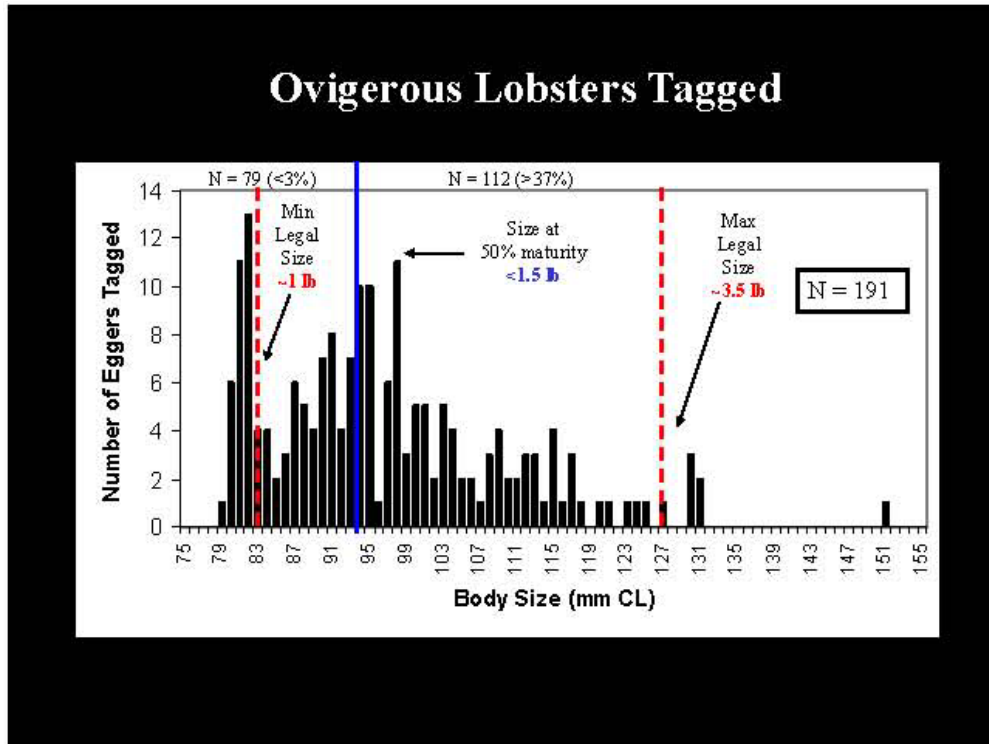 Ovigerous Lobsters Tagged
N = 79 (<3%)
N = 112 (>37%)
Min
Legal
Size
~1 lb
Size at
50% maturity
<1.5 lb
Max
Legal
Size
~3.5 lb
N = 191
Number of Eggers Tagged
14
12
10
8
6
4
2
0
75 79 83 87 91 95 99 103 107 111 115 119 123 127 131 135 139 143 147 151 155
Body Size (mm CL)